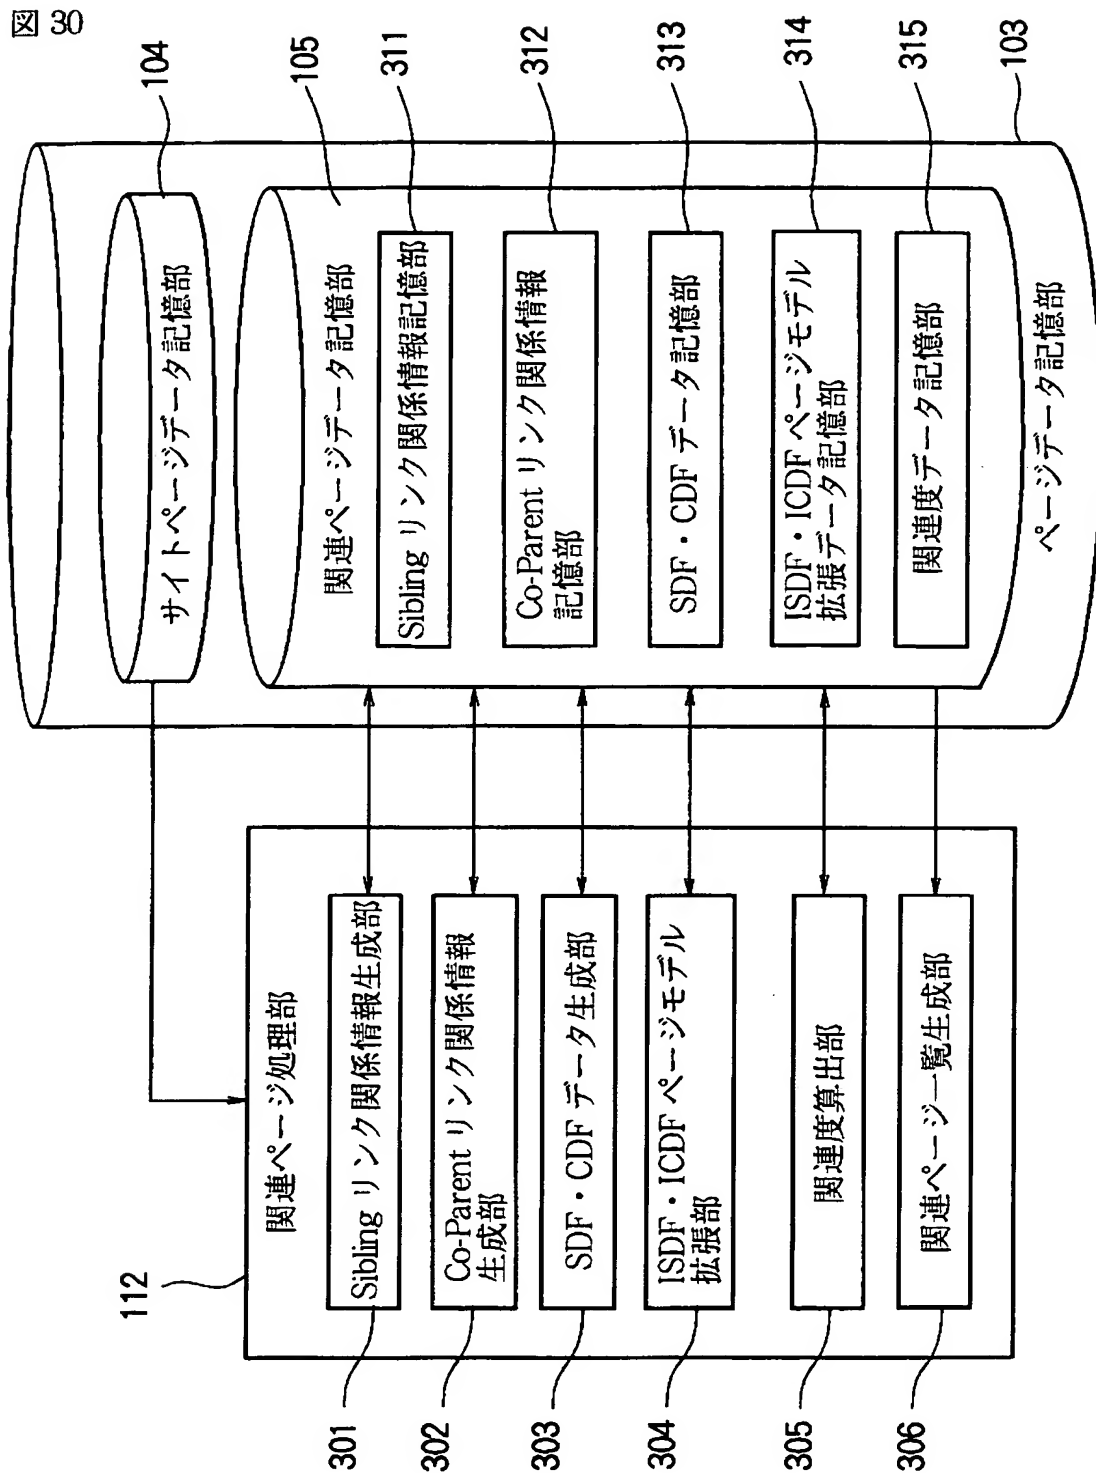 図 30
112
関連ページ処理部
301
Sibling リンク関係情報生成部
302
Co-Parent リンク関係情報
生成部
303
SDF・CDF データ生成部
304
ISDF・ICDF ページモデル
拡張部
305
関連度算出部
306
関連ページ一覧生成部
サイトページデータ記憶部
104
関連ページデータ記憶部
105
Sibling リンク関係情報記憶部
311
Co-Parent リンク関係情報
記憶部
312
SDF・CDF データ記憶部
313
ISDF・ICDF ページモデル
拡張データ記憶部
314
関連度データ記憶部
315
ページデータ記憶部
103